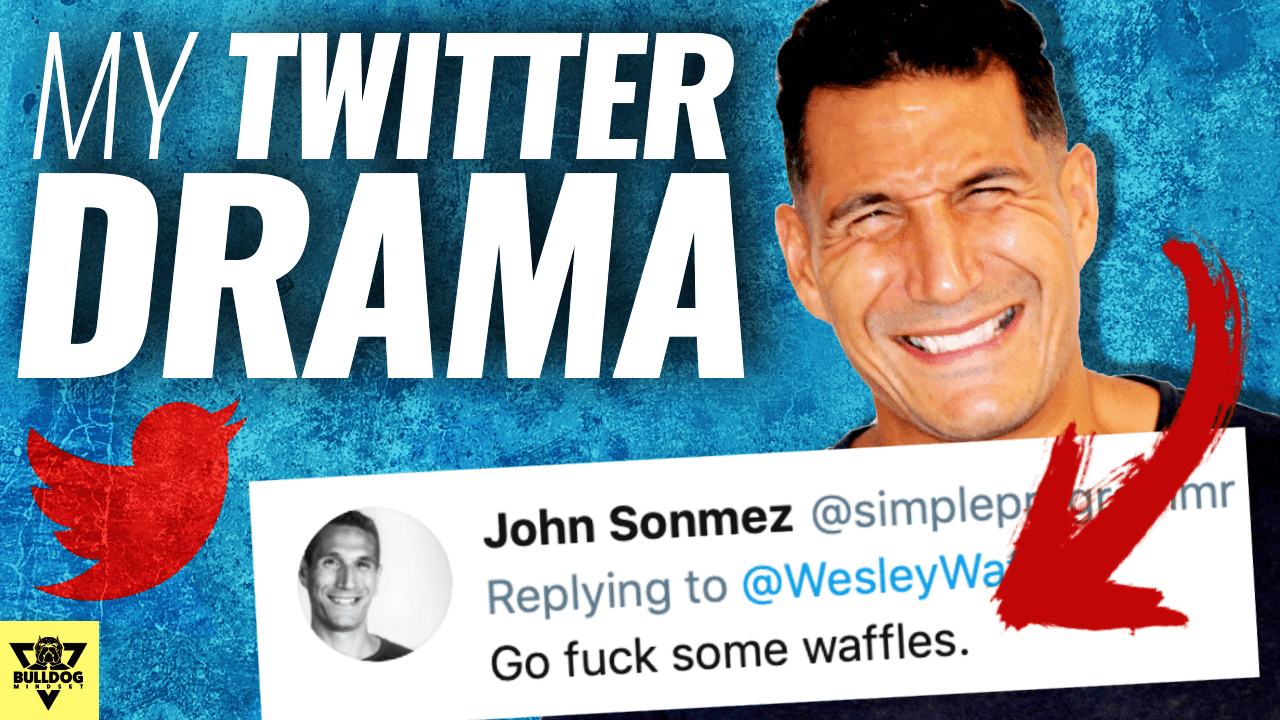 MY TWITTER
DRAMA
John Sonmez
Replying to
Go fuck some waffles.
BULLDOG
MINDSET